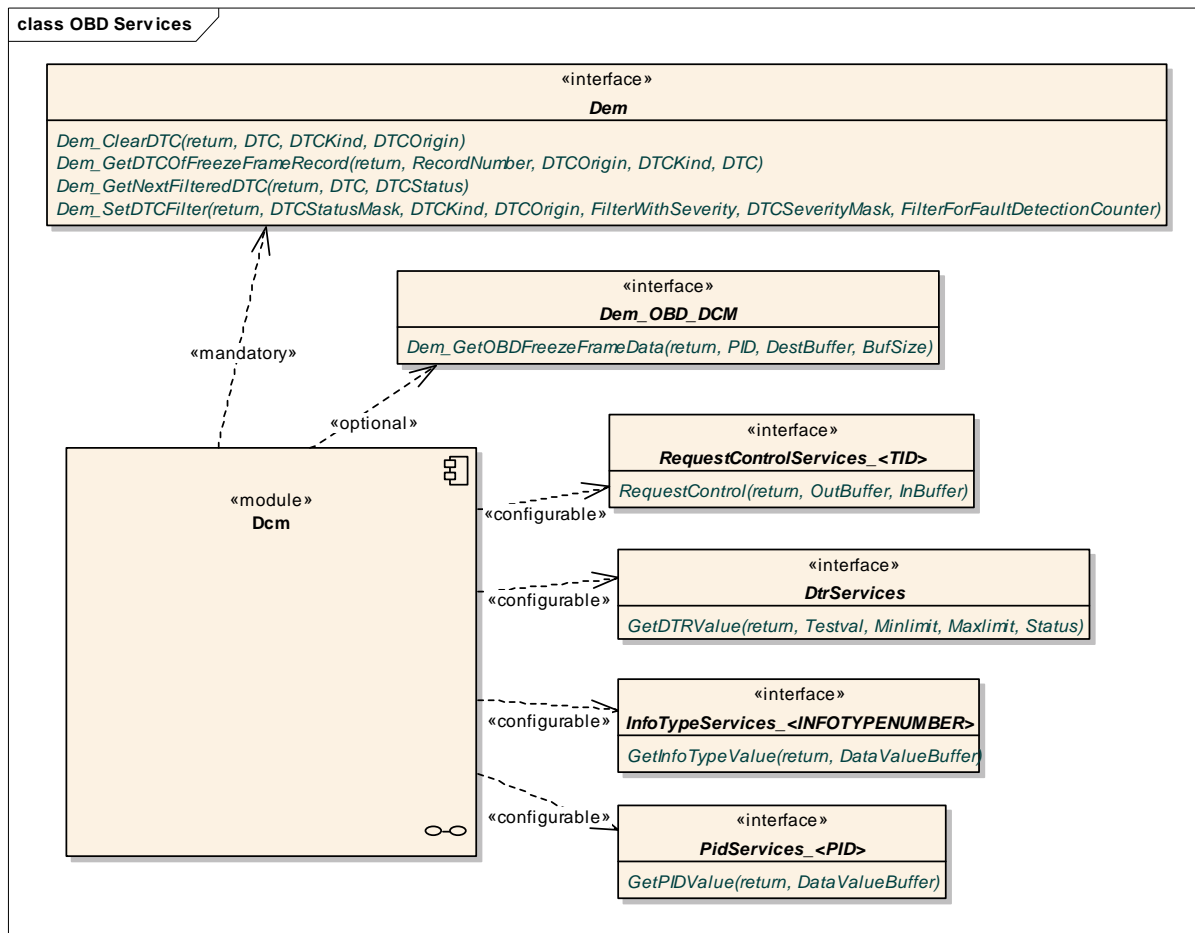 class OBD Services
«interface»
Dem
Dem_ClearDTC(return, DTC, DTCKind, DTCOrigin)
Dem_GetDTCOfFreezeFrameRecord(return, RecordNumber, DTCOrigin, DTCKind, DTC)
Dem_GetNextFilteredDTC(return, DTC, DTCStatus)
Dem_SetDTCFilter(return, DTCStatusMask, DTCKind, DTCOrigin, FilterWithSeverity, DTCSeverityMask, FilterForFaultDetectionCounter)
«interface»
Dem_OBD_DCM
Dem_GetOBDFreezeFrameData(return, PID, DestBuffer, BufSize)
«mandatory»
«optional»
«module»
Dcm
«interface»
RequestControlServices_<TID>
RequestControl(return, OutBuffer, InBuffer)
«configurable»
«interface»
DtrServices
GetDTRValue(return, Testval, Minlimit, Maxlimit, Status)
«configurable»
«interface»
InfoTypeServices_<INFOTYPENUMBER>
GetInfoTypeValue(return, DataValueBuffer)
«configurable»
«interface»
PidServices_<PID>
GetPIDValue(return, DataValueBuffer)
«configurable»